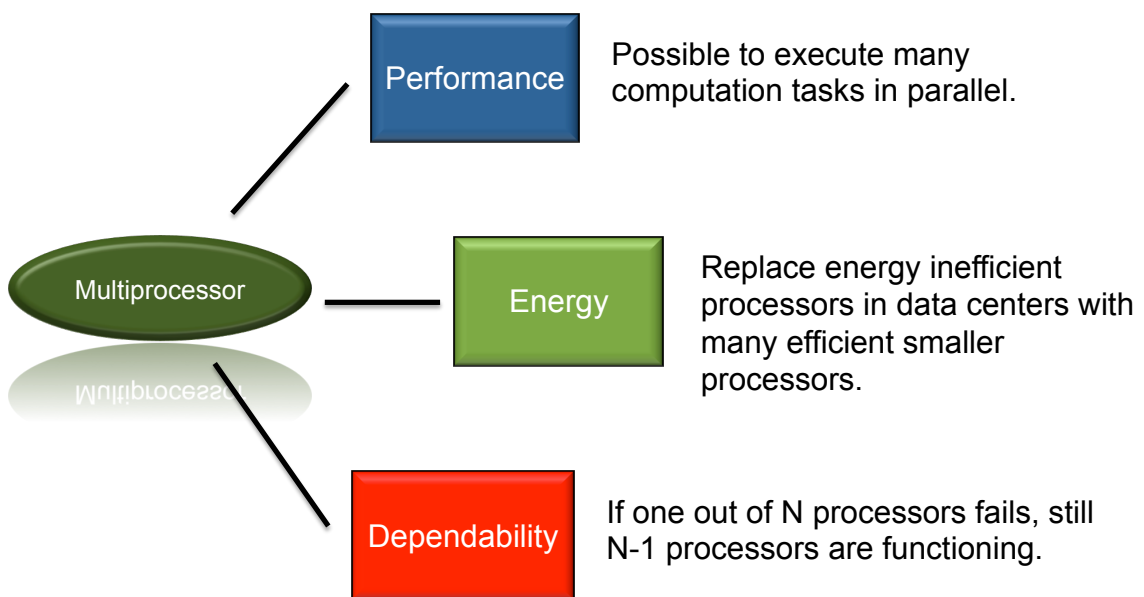 Performance
Possible to execute many
computation tasks in parallel.
Multiprocessor
Multiprocessor
Energy
Replace energy inefficient
processors in data centers with
many efficient smaller
processors.
Dependability
If one out of N processors fails, still
N-1 processors are functioning.